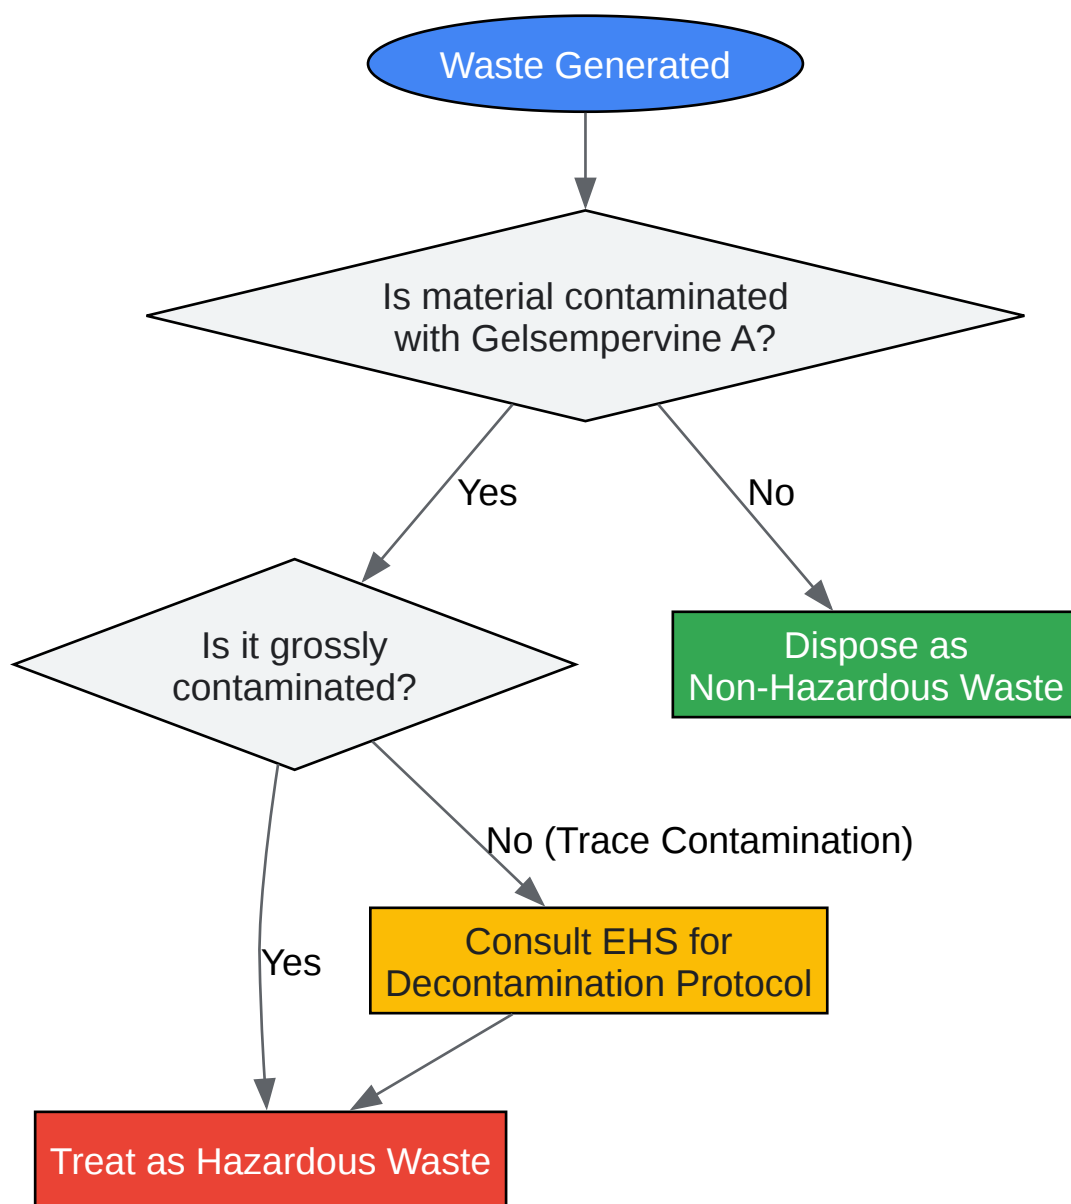 Waste Generated
Is material contaminated
with Gelsempervine A?
Yes
No
Is it grossly
contaminated?
Dispose as
Non-Hazardous Waste
No (Trace Contamination)
Yes
Consult EHS for
Decontamination Protocol
Treat as Hazardous Waste